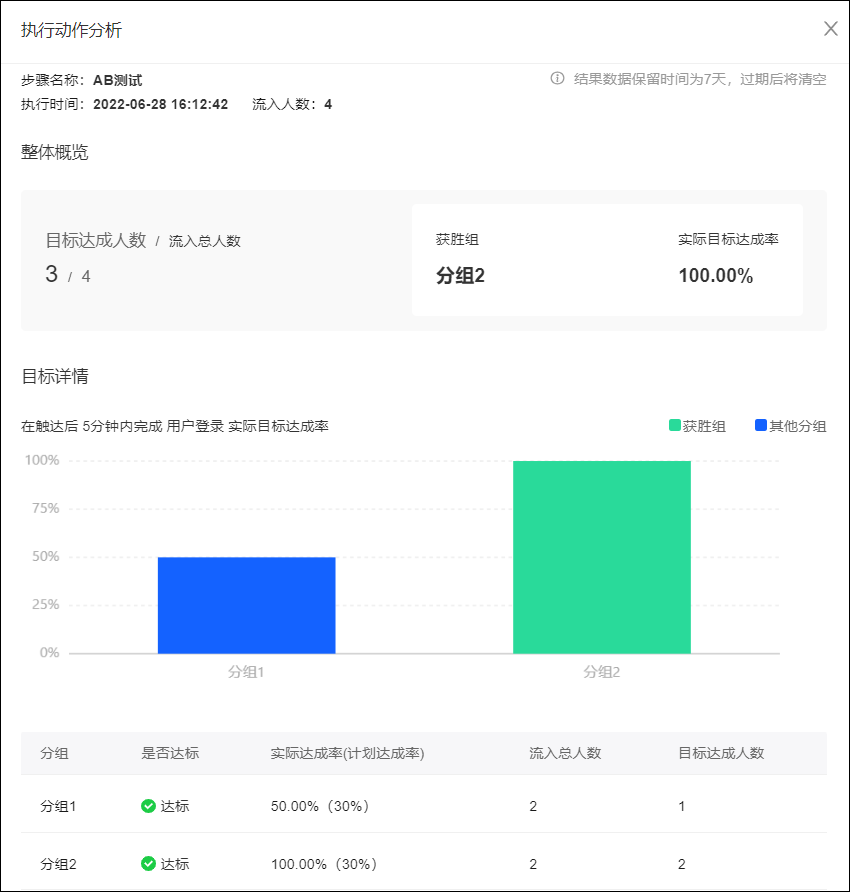 执行动作分析
步骤名称：AB测试 结果数据保留时间为7天，过期后将清空
执行时间：2022-06-28 16:12:42 流入人数：4
整体概览
目标达成人数 / 流入总人数 获胜组 实际目标达成率
3 / 4 分组2 100.00%
目标详情
在触达后 5分钟内完成 用户登录 实际目标达成率 获胜组 其他分组
100%
75%
50%
25%
0%
分组1 分组2
分组 是否达标 实际达成率(计划达成率) 流入总人数 目标达成人数
分组1 达标 50.00%（30%） 2 1
分组2 达标 100.00%（30%） 2 2